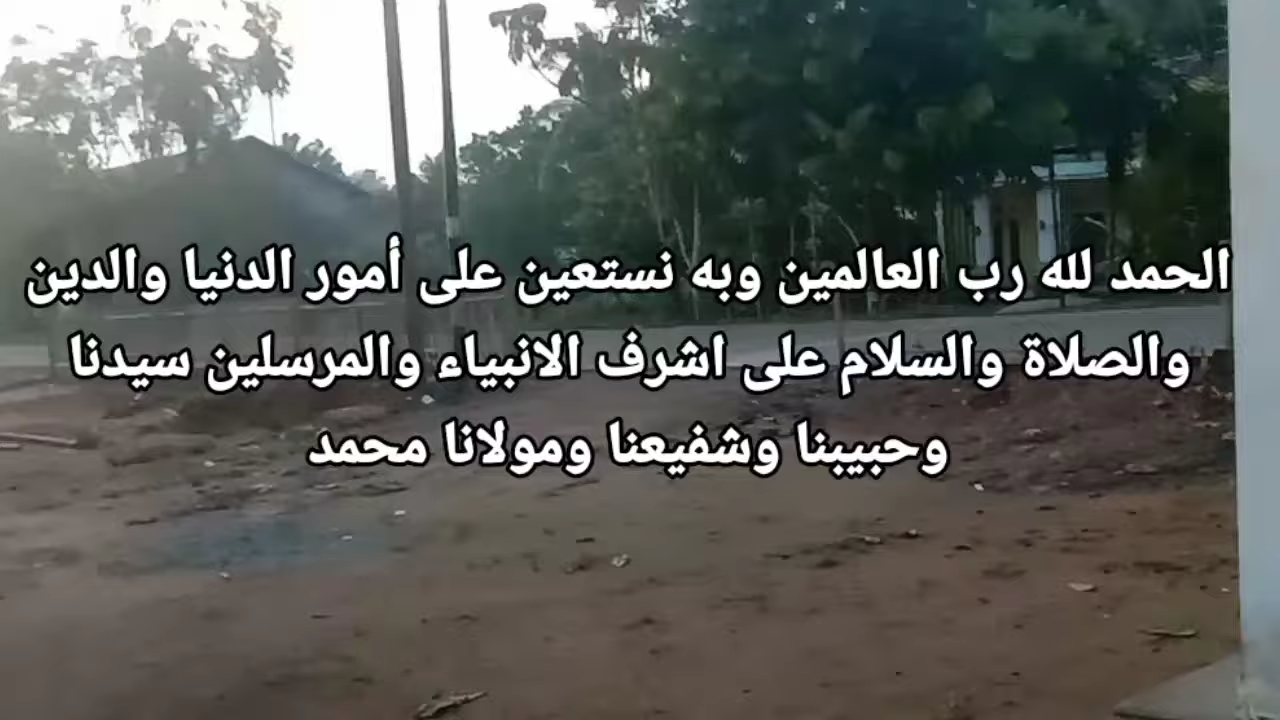 الحمد لله رب العالمين وبه نستعين على أمور الدنيا والدين
والصلاة والسلام على اشرف الانبياء والمرسلين سيدنا
وحبيبنا وشفيعنا ومولانا محمد